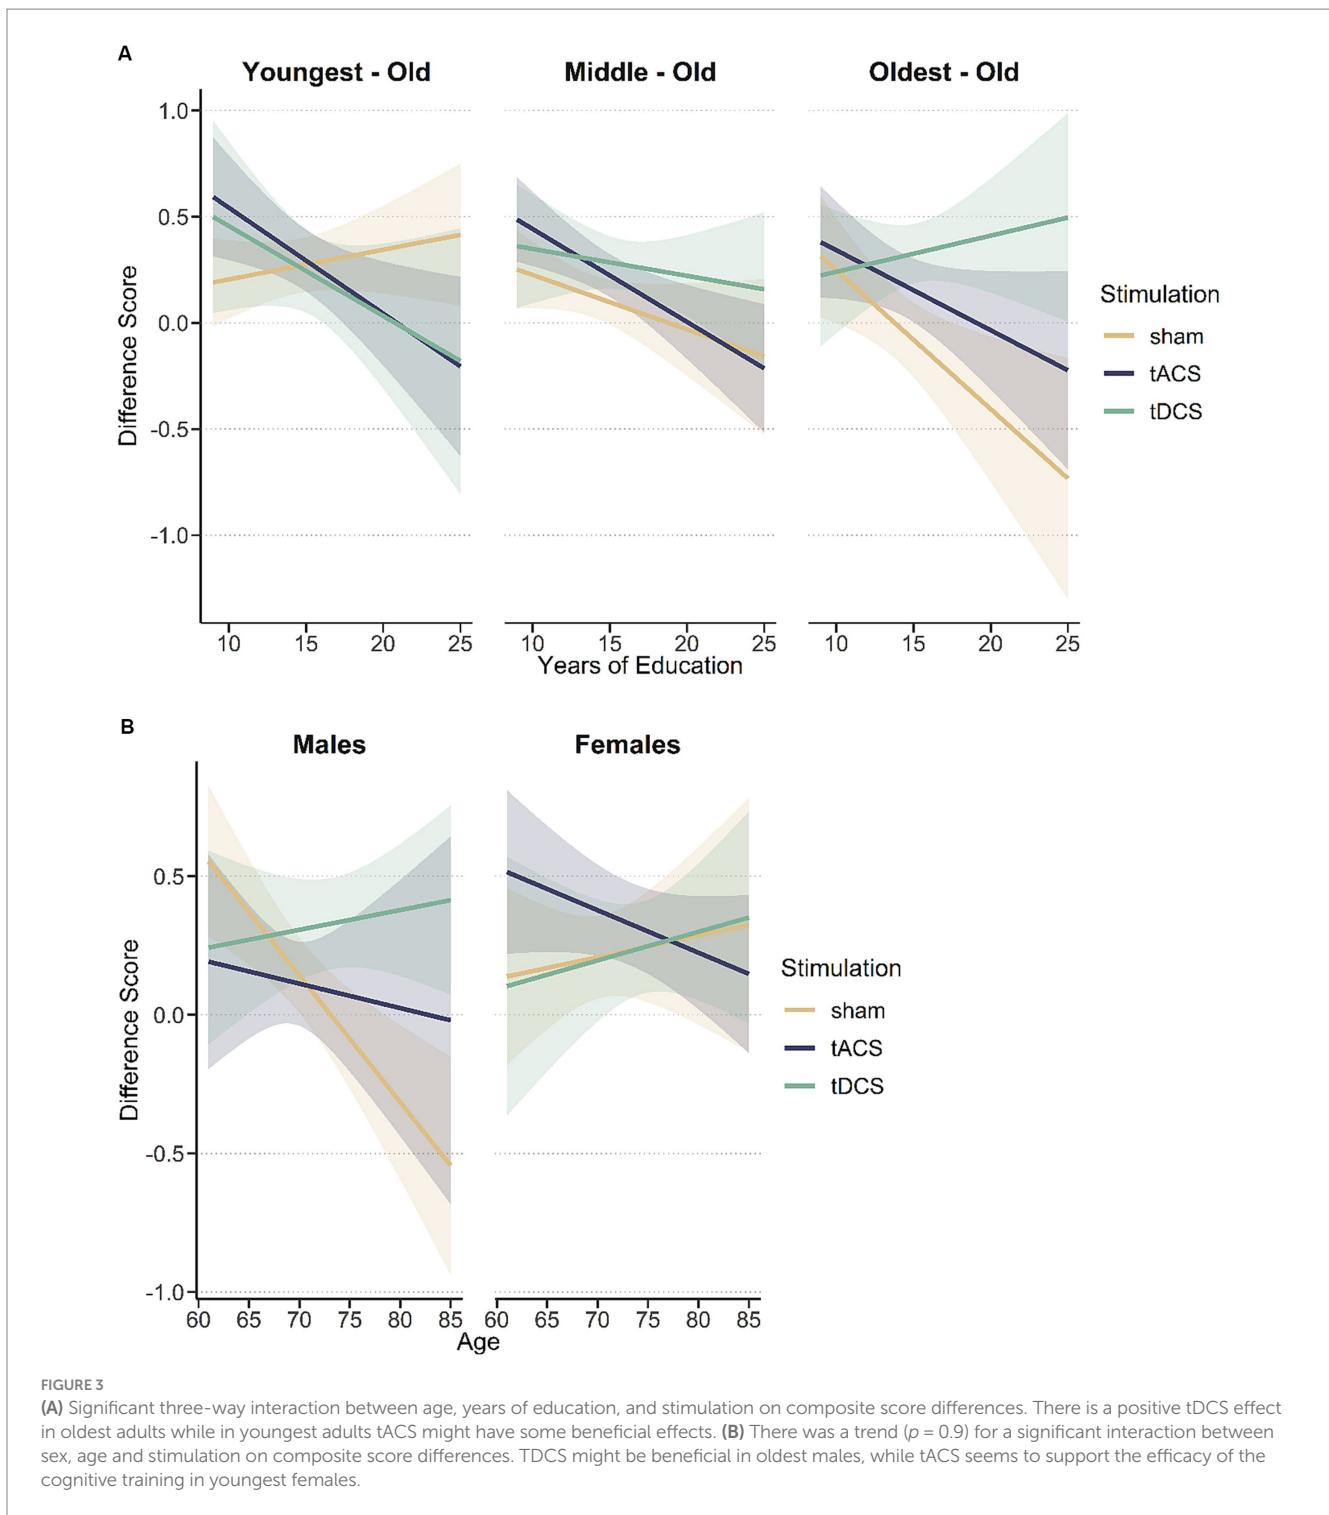 A
Youngest - Old
Middle - Old
Oldest - Old
Difference Score
1.0
0.5
0.0
-0.5
-1.0
10 15 20 25
10 15 20 25
10 15 20 25
Years of Education
Stimulation
sham
tACS
tDCS
B
Males
Females
Difference Score
0.5
0.0
-0.5
-1.0
60 65 70 75 80 85
60 65 70 75 80 85
Age
Stimulation
sham
tACS
tDCS
FIGURE 3
(A) Significant three-way interaction between age, years of education, and stimulation on composite score differences. There is a positive tDCS effect
in oldest adults while in youngest adults tACS might have some beneficial effects. (B) There was a trend (p = 0.9) for a significant interaction between
sex, age and stimulation on composite score differences. TDCS might be beneficial in oldest males, while tACS seems to support the efficacy of the
cognitive training in youngest females.